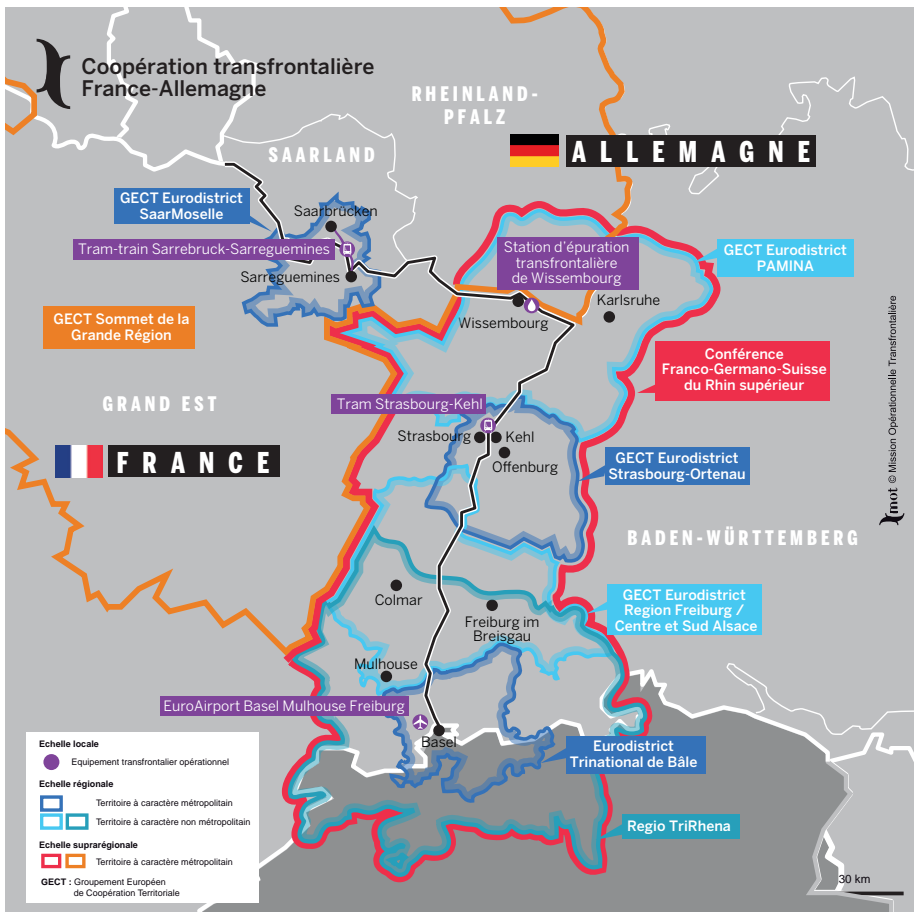 Coopération transfrontalière
France-Allemagne
RHEINLAND-
PFALZ
ALLEMAGNE
SAARLAND
GECT Eurodistrict
SaarMoselle
Saarbrücken
Tram-train Sarrebruck-Sarreguemines
Sarreguemines
Station d'épuration
transfrontalière
de Wissembourg
GECT Eurodistrict
PAMINA
Wissembourg
Karlsruhe
GECT Sommet de la
Grande Région
Conférence
Franco-Germano-Suisse
du Rhin supérieur
GRAND EST
FRANCE
Tram Strasbourg-Kehl
Strasbourg
Kehl
Offenburg
GECT Eurodistrict
Strasbourg-Ortenau
mot © Mission Opérationnelle Transfrontalière
BADEN-WÜRTTEMBERG
Colmar
Freiburg im
Breisgau
GECT Eurodistrict
Region Freiburg /
Centre et Sud Alsace
Mulhouse
EuroAirport Basel Mulhouse Freiburg
Basel
Eurodistrict
Trinational de Bâle
Regio TriRhena
Echelle locale
Equipement transfrontalier opérationnel
Echelle régionale
Territoire à caractère métropolitain
Territoire à caractère non métropolitain
Echelle suprarégionale
Territoire à caractère métropolitain
GECT : Groupement Européen
de Coopération Territoriale
30 km